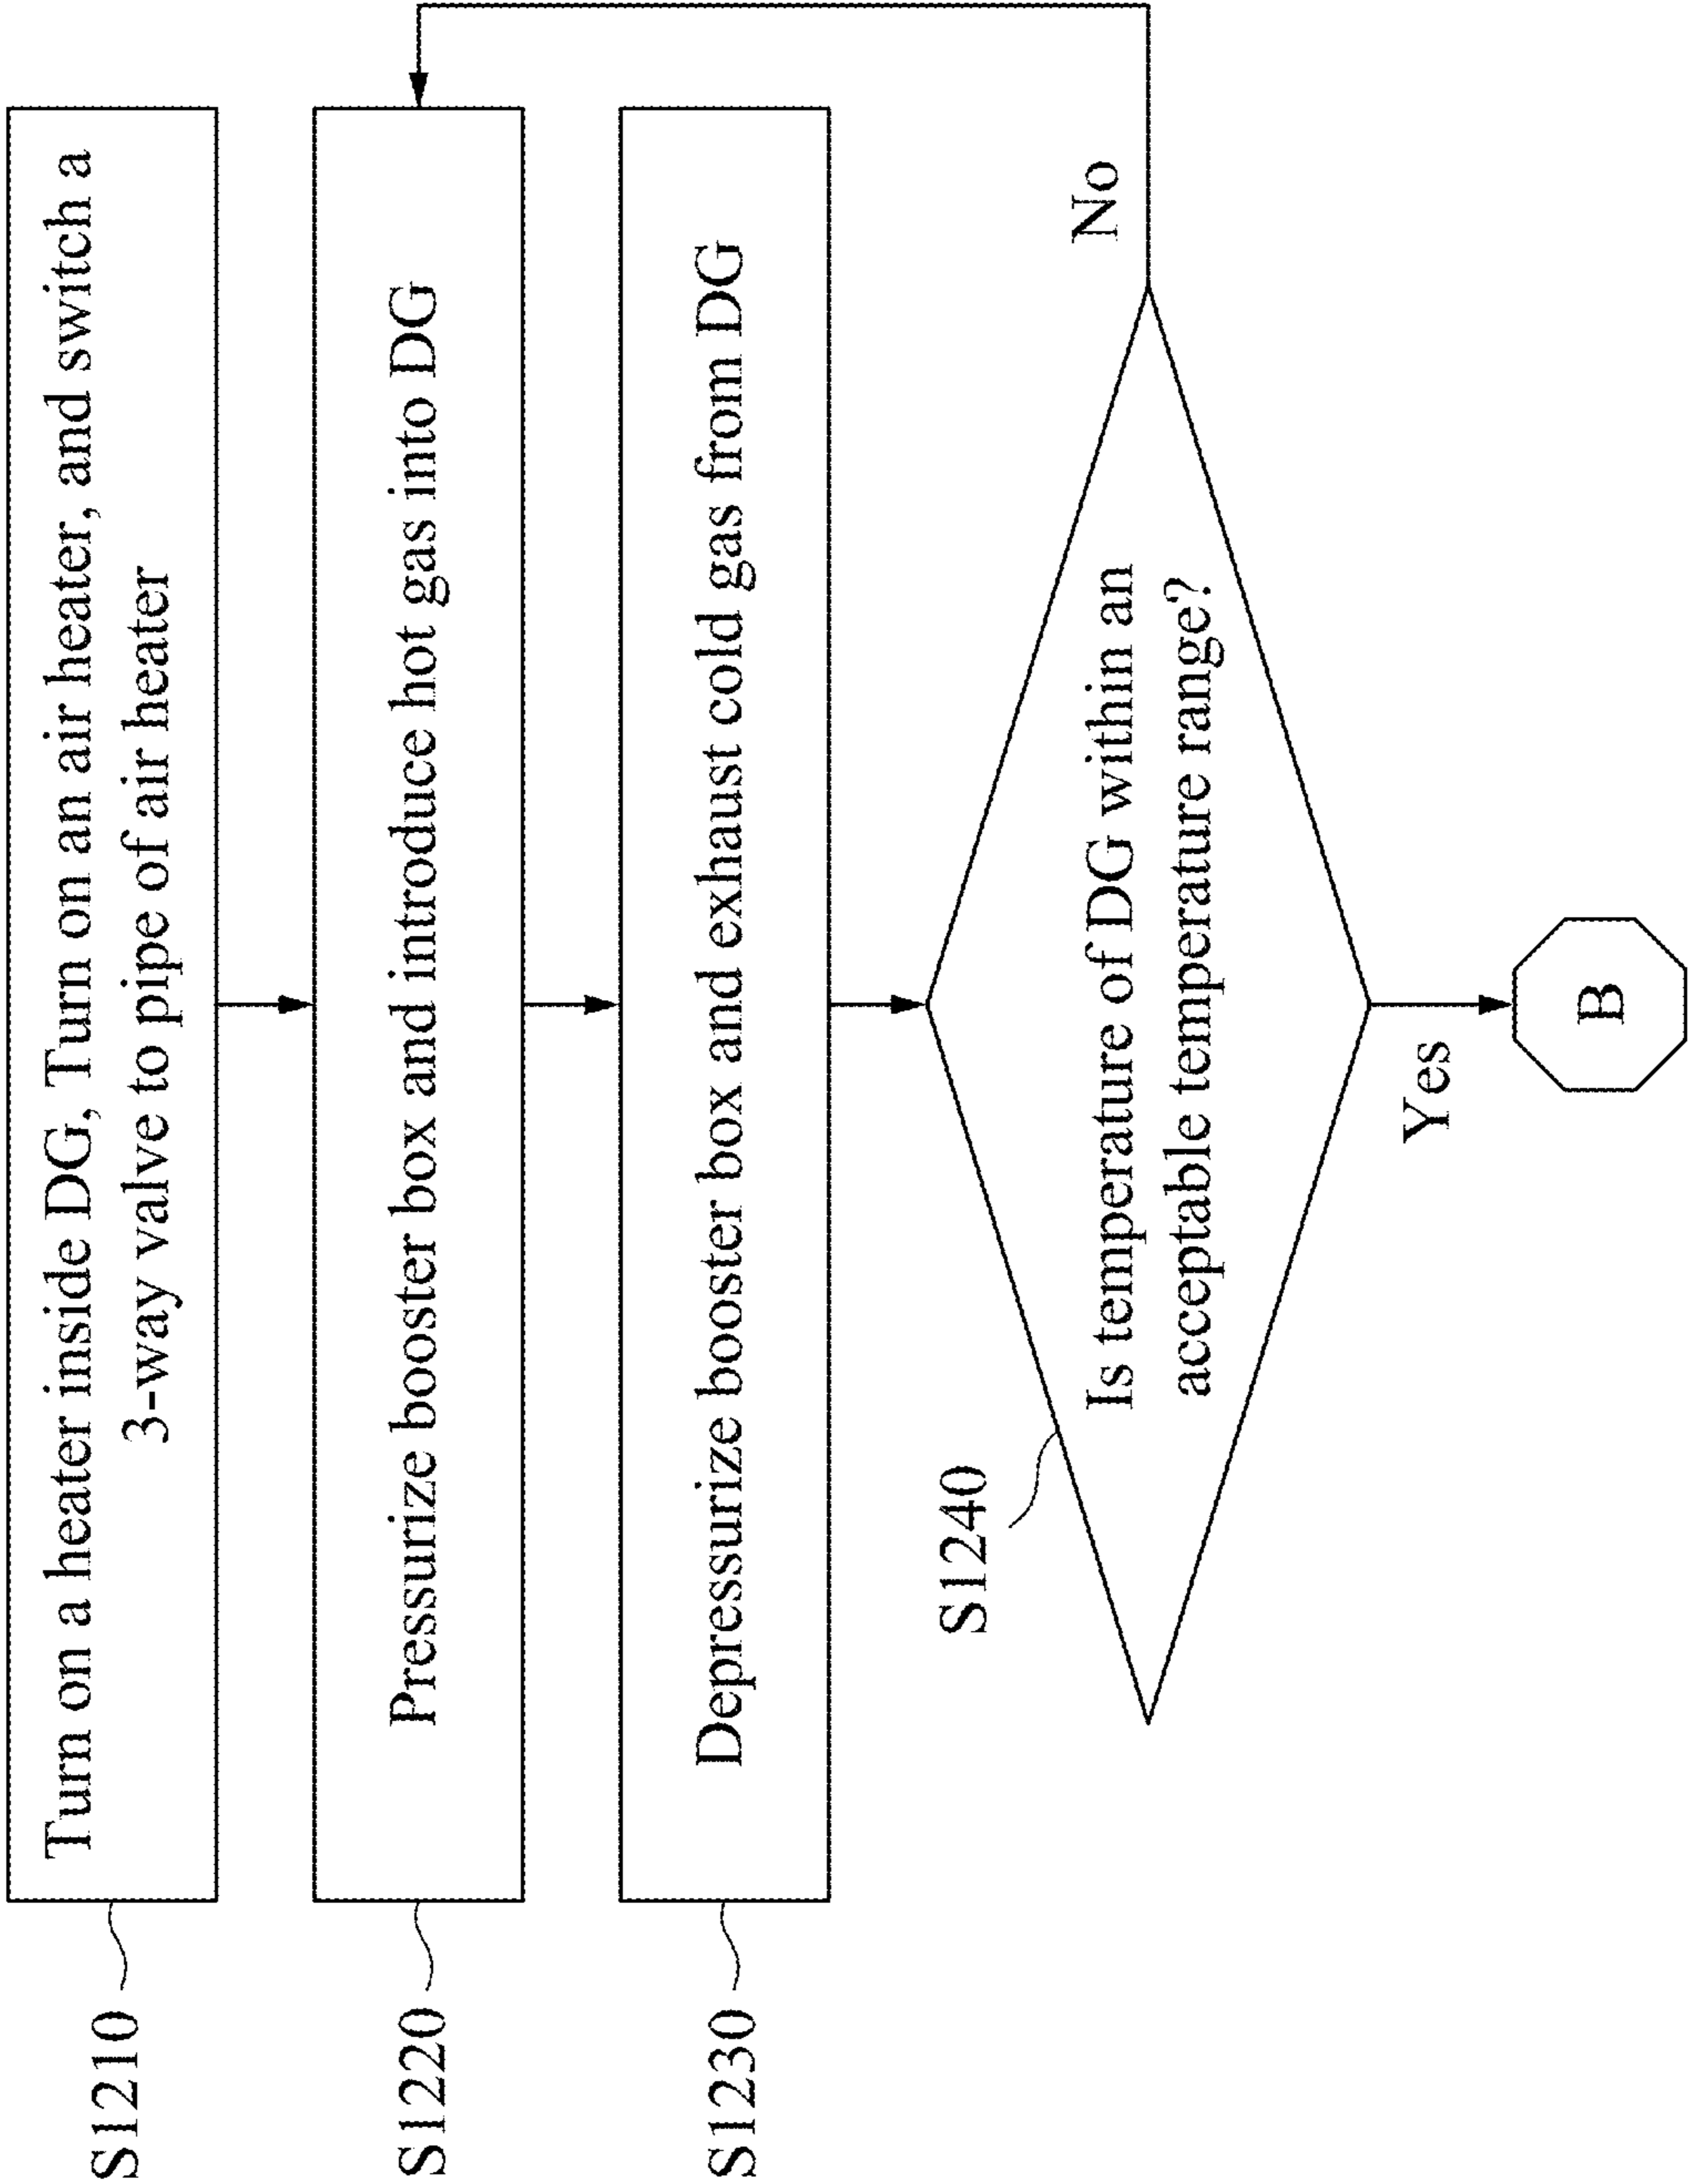 S1210
Turn on a heater inside DG, Turn on an air heater, and switch a
3-way valve to pipe of air heater
S1220
Pressurize booster box and introduce hot gas into DG
S1230
Depressurize booster box and exhaust cold gas from DG
S1240
Is temperature of DG within an
acceptable temperature range?
No
Yes
B